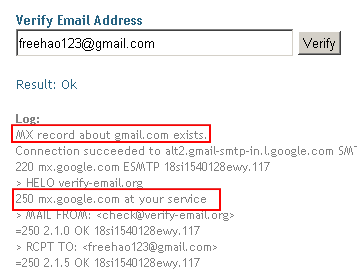 Verify Email Address
freehao123@gmail.com
Verify
Result: Ok
Log:
MX record about gmail.com exists.
Connection succeeded to alt2.gmail-smtp-in.l.google.com SMT
220 mx.google.com ESMTP 18si1540128ewy.117
> HELO verify-email.org
250 mx.google.com at your service
> MAIL FROM: <check@verify-email.org>
=250 2.1.0 OK 18si1540128ewy.117
> RCPT TO: <freehao123@gmail.com>
=250 2.1.5 OK 18si1540128ewy.117